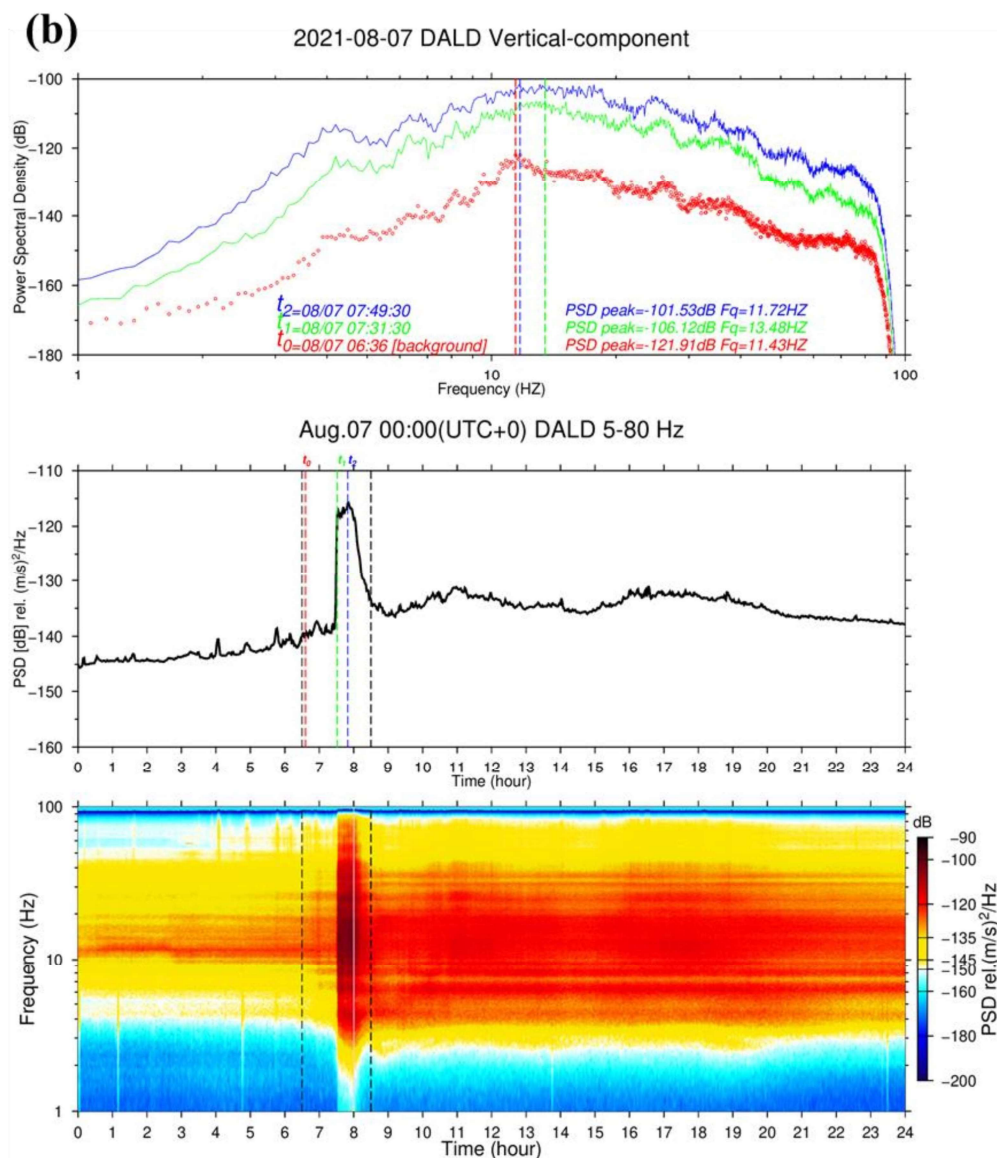 (b)
2021-08-07 DALD Vertical-component
Power Spectral Density (dB)
−100
−120
−140
−160
−180
t2=08/07 07:49:30 PSD peak=-101.53dB Fq=11.72HZ
t1=08/07 07:31:30 PSD peak=-106.12dB Fq=13.48HZ
t0=08/07 06:36 [background] PSD peak=-121.91dB Fq=11.43HZ
1 10 100
Frequency (HZ)
Aug.07 00:00(UTC+0) DALD 5-80 Hz
t0 t1 t2
PSD [dB] rel. (m/s)²/Hz
−110
−120
−130
−140
−150
−160
0 1 2 3 4 5 6 7 8 9 10 11 12 13 14 15 16 17 18 19 20 21 22 23 24
Time (hour)
Frequency (Hz)
100
10
1
0 1 2 3 4 5 6 7 8 9 10 11 12 13 14 15 16 17 18 19 20 21 22 23 24
Time (hour)
dB
−90
−100
−120
−135
−145
−150
−160
−180
−200
PSD rel.(m/s)²/Hz